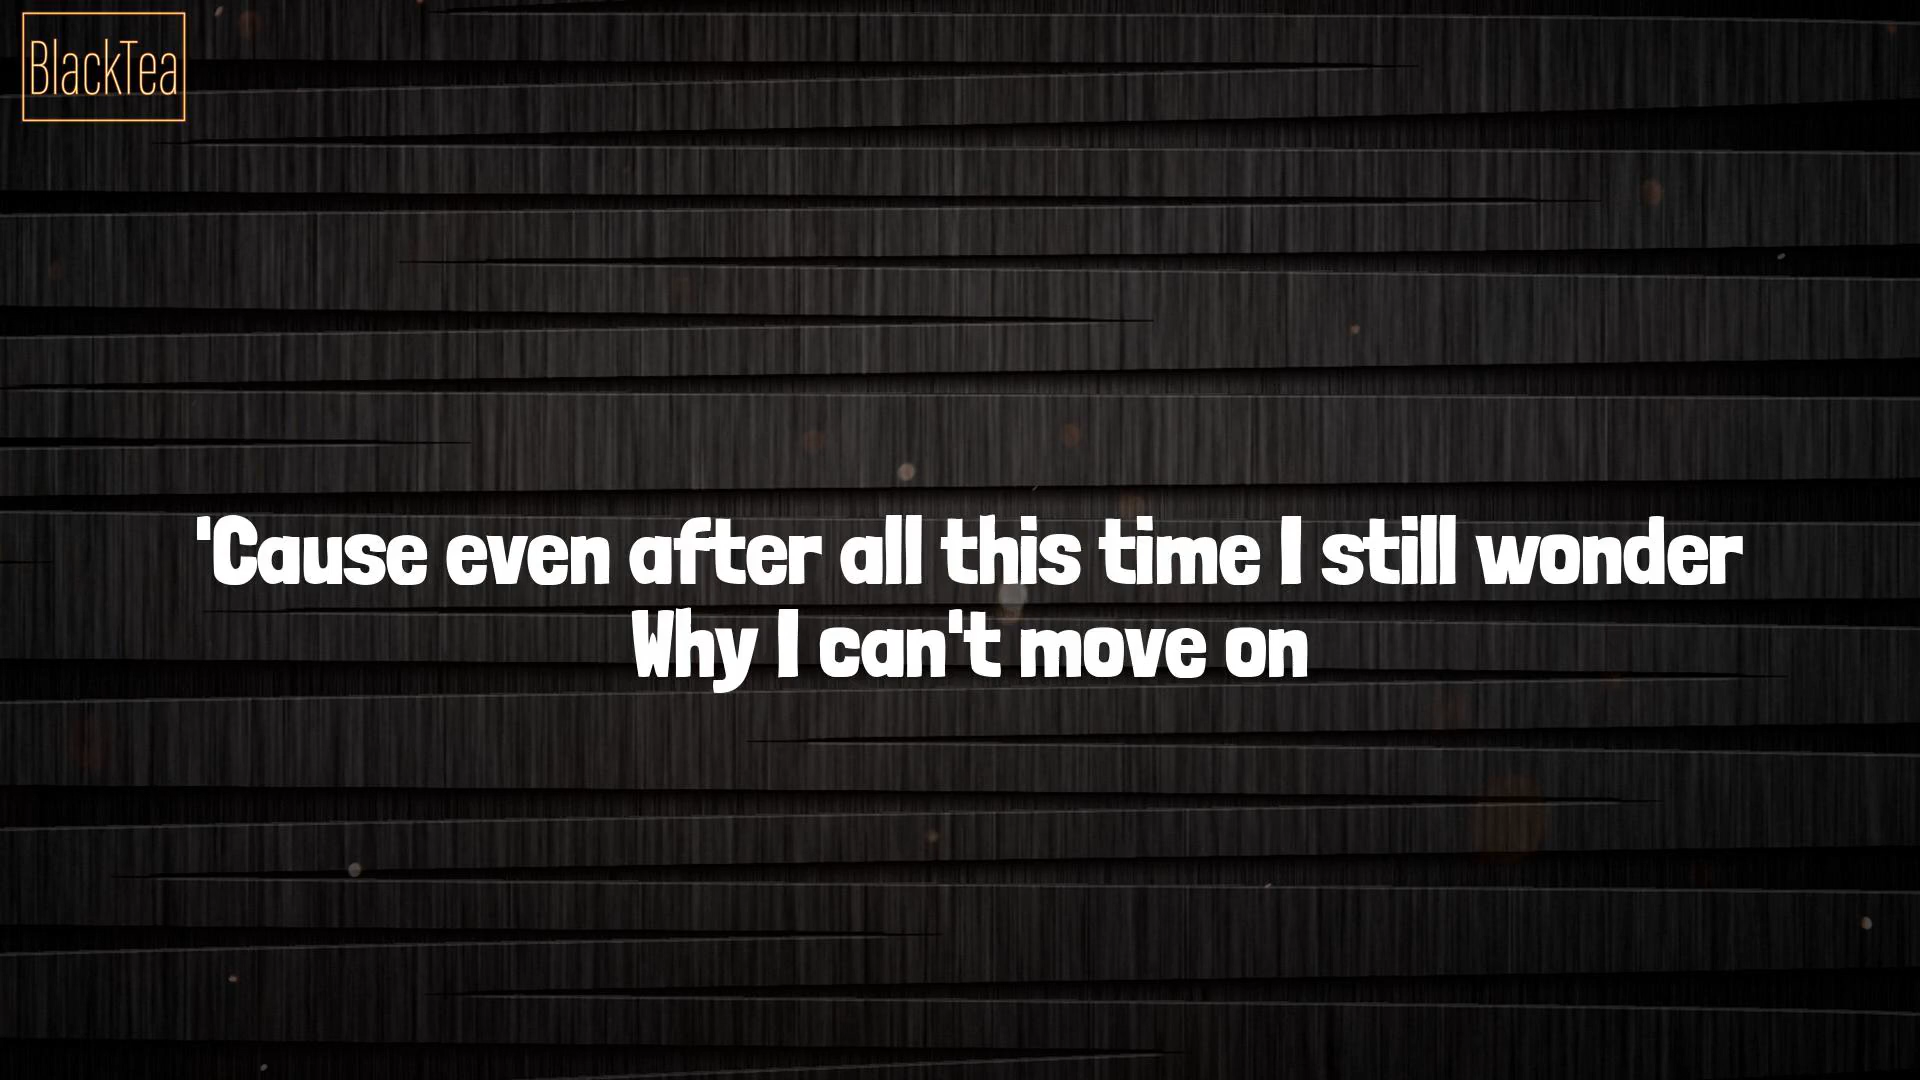 BlackTea
'Cause even after all this time I still wonder
Why I can't move on